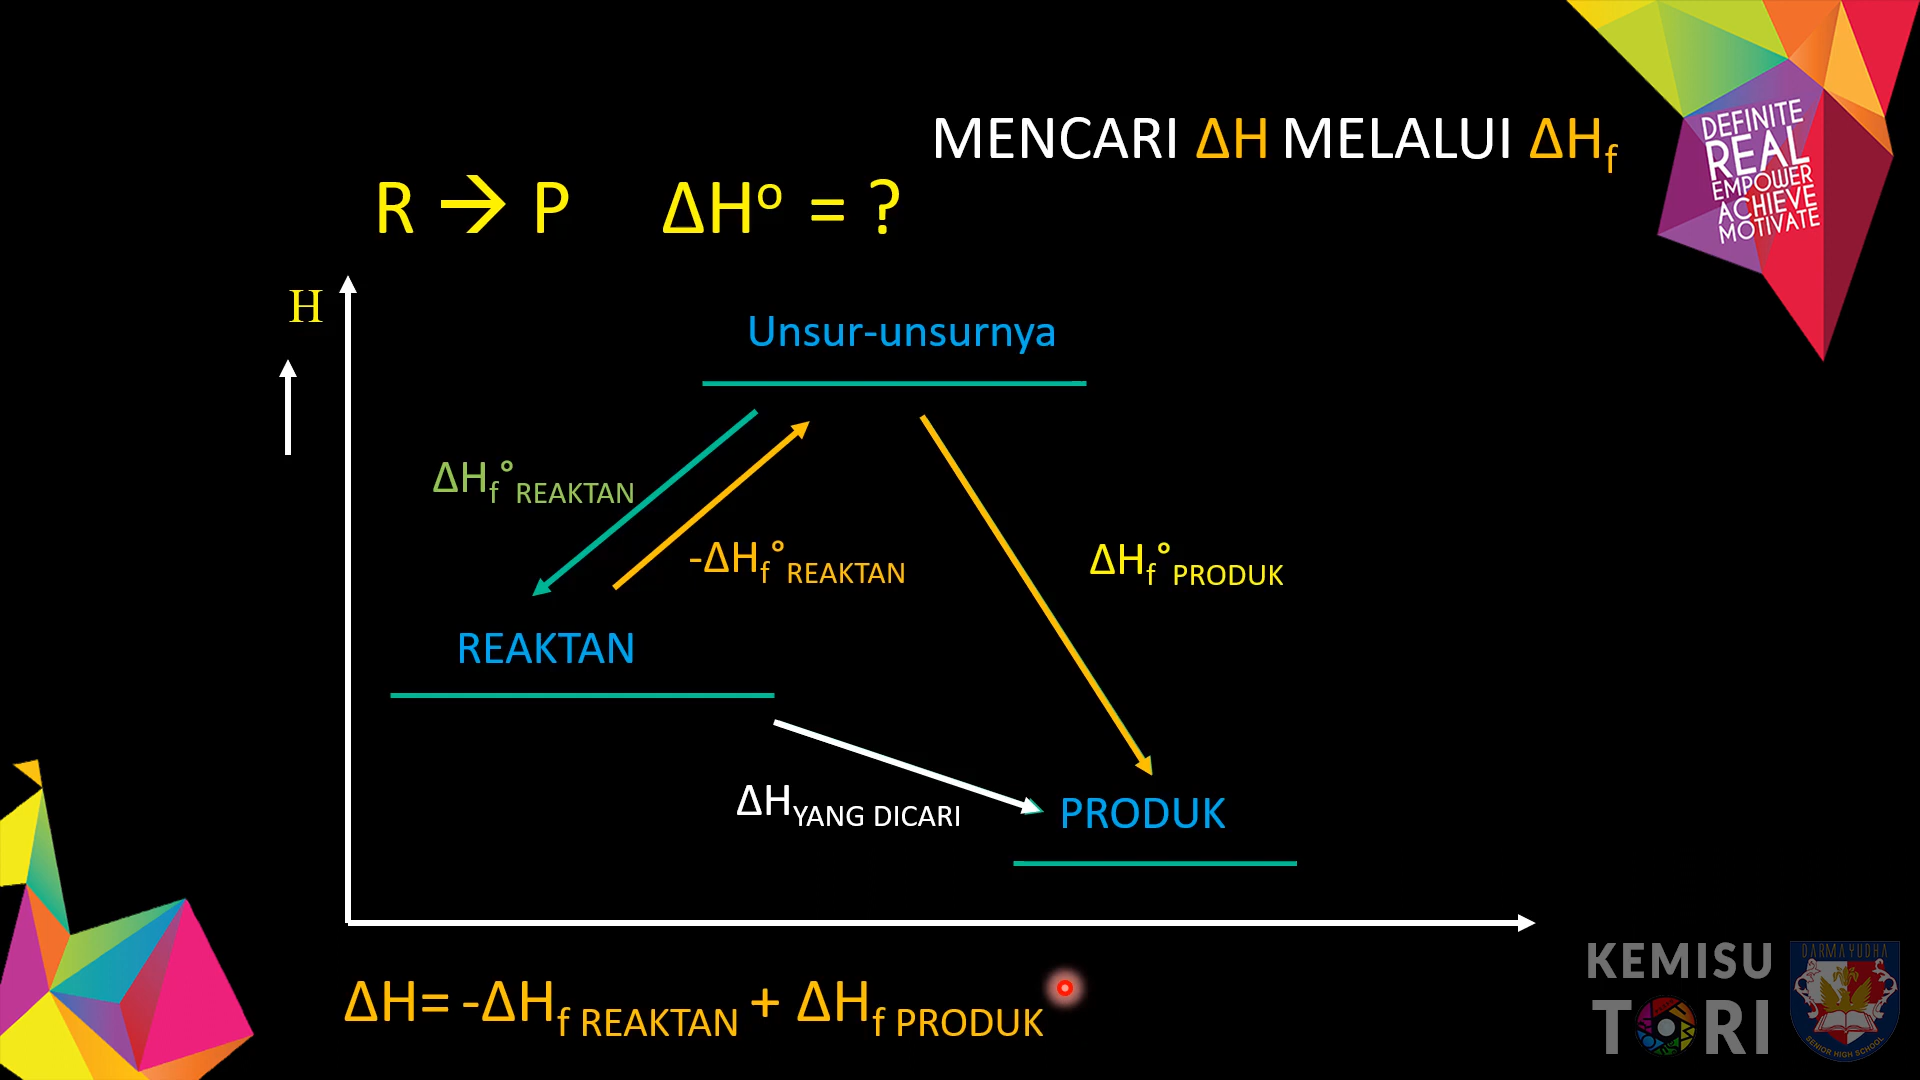 MENCARI ΔH MELALUI ΔHf
R → P ΔHo = ?
DEFINITE
REAL
EMPOWER
ACHIEVE
MOTIVATE
H
Unsur-unsurnya
ΔHf°REAKTAN
-ΔHf°REAKTAN
ΔHf°PRODUK
REAKTAN
ΔHYANG DICARI
PRODUK
ΔH= -ΔHf REAKTAN + ΔHf PRODUK
KEMISU
TORI
DARMA YUDHA
SENIOR HIGH SCHOOL